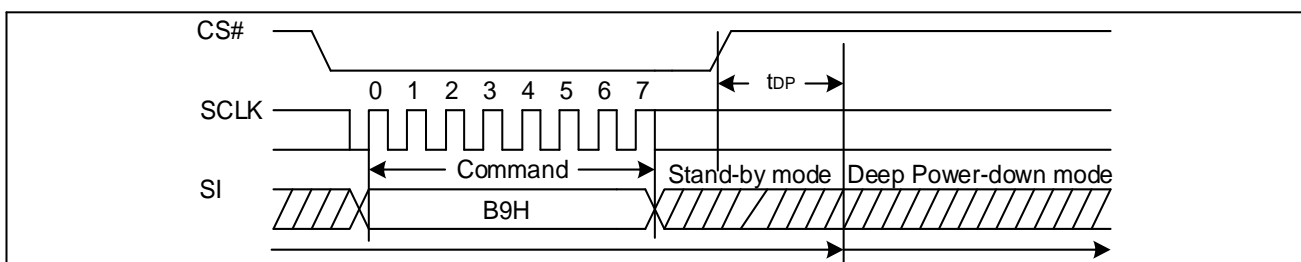 CS#
tDP
0 1 2 3 4 5 6 7
SCLK
Command
Stand-by mode Deep Power-down mode
SI
B9H